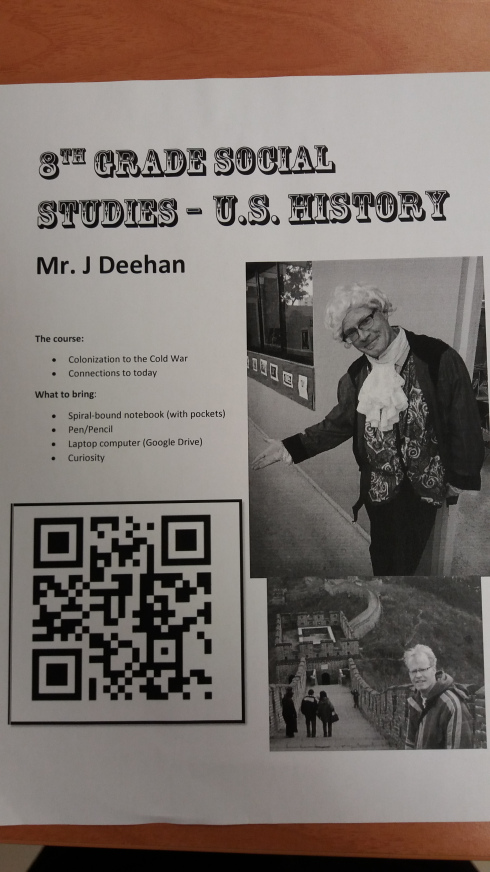 8TH GRADE SOCIAL
STUDIES – U.S. HISTORY
Mr. J Deehan
The course:
• Colonization to the Cold War
• Connections to today
What to bring:
• Spiral-bound notebook (with pockets)
• Pen/Pencil
• Laptop computer (Google Drive)
• Curiosity